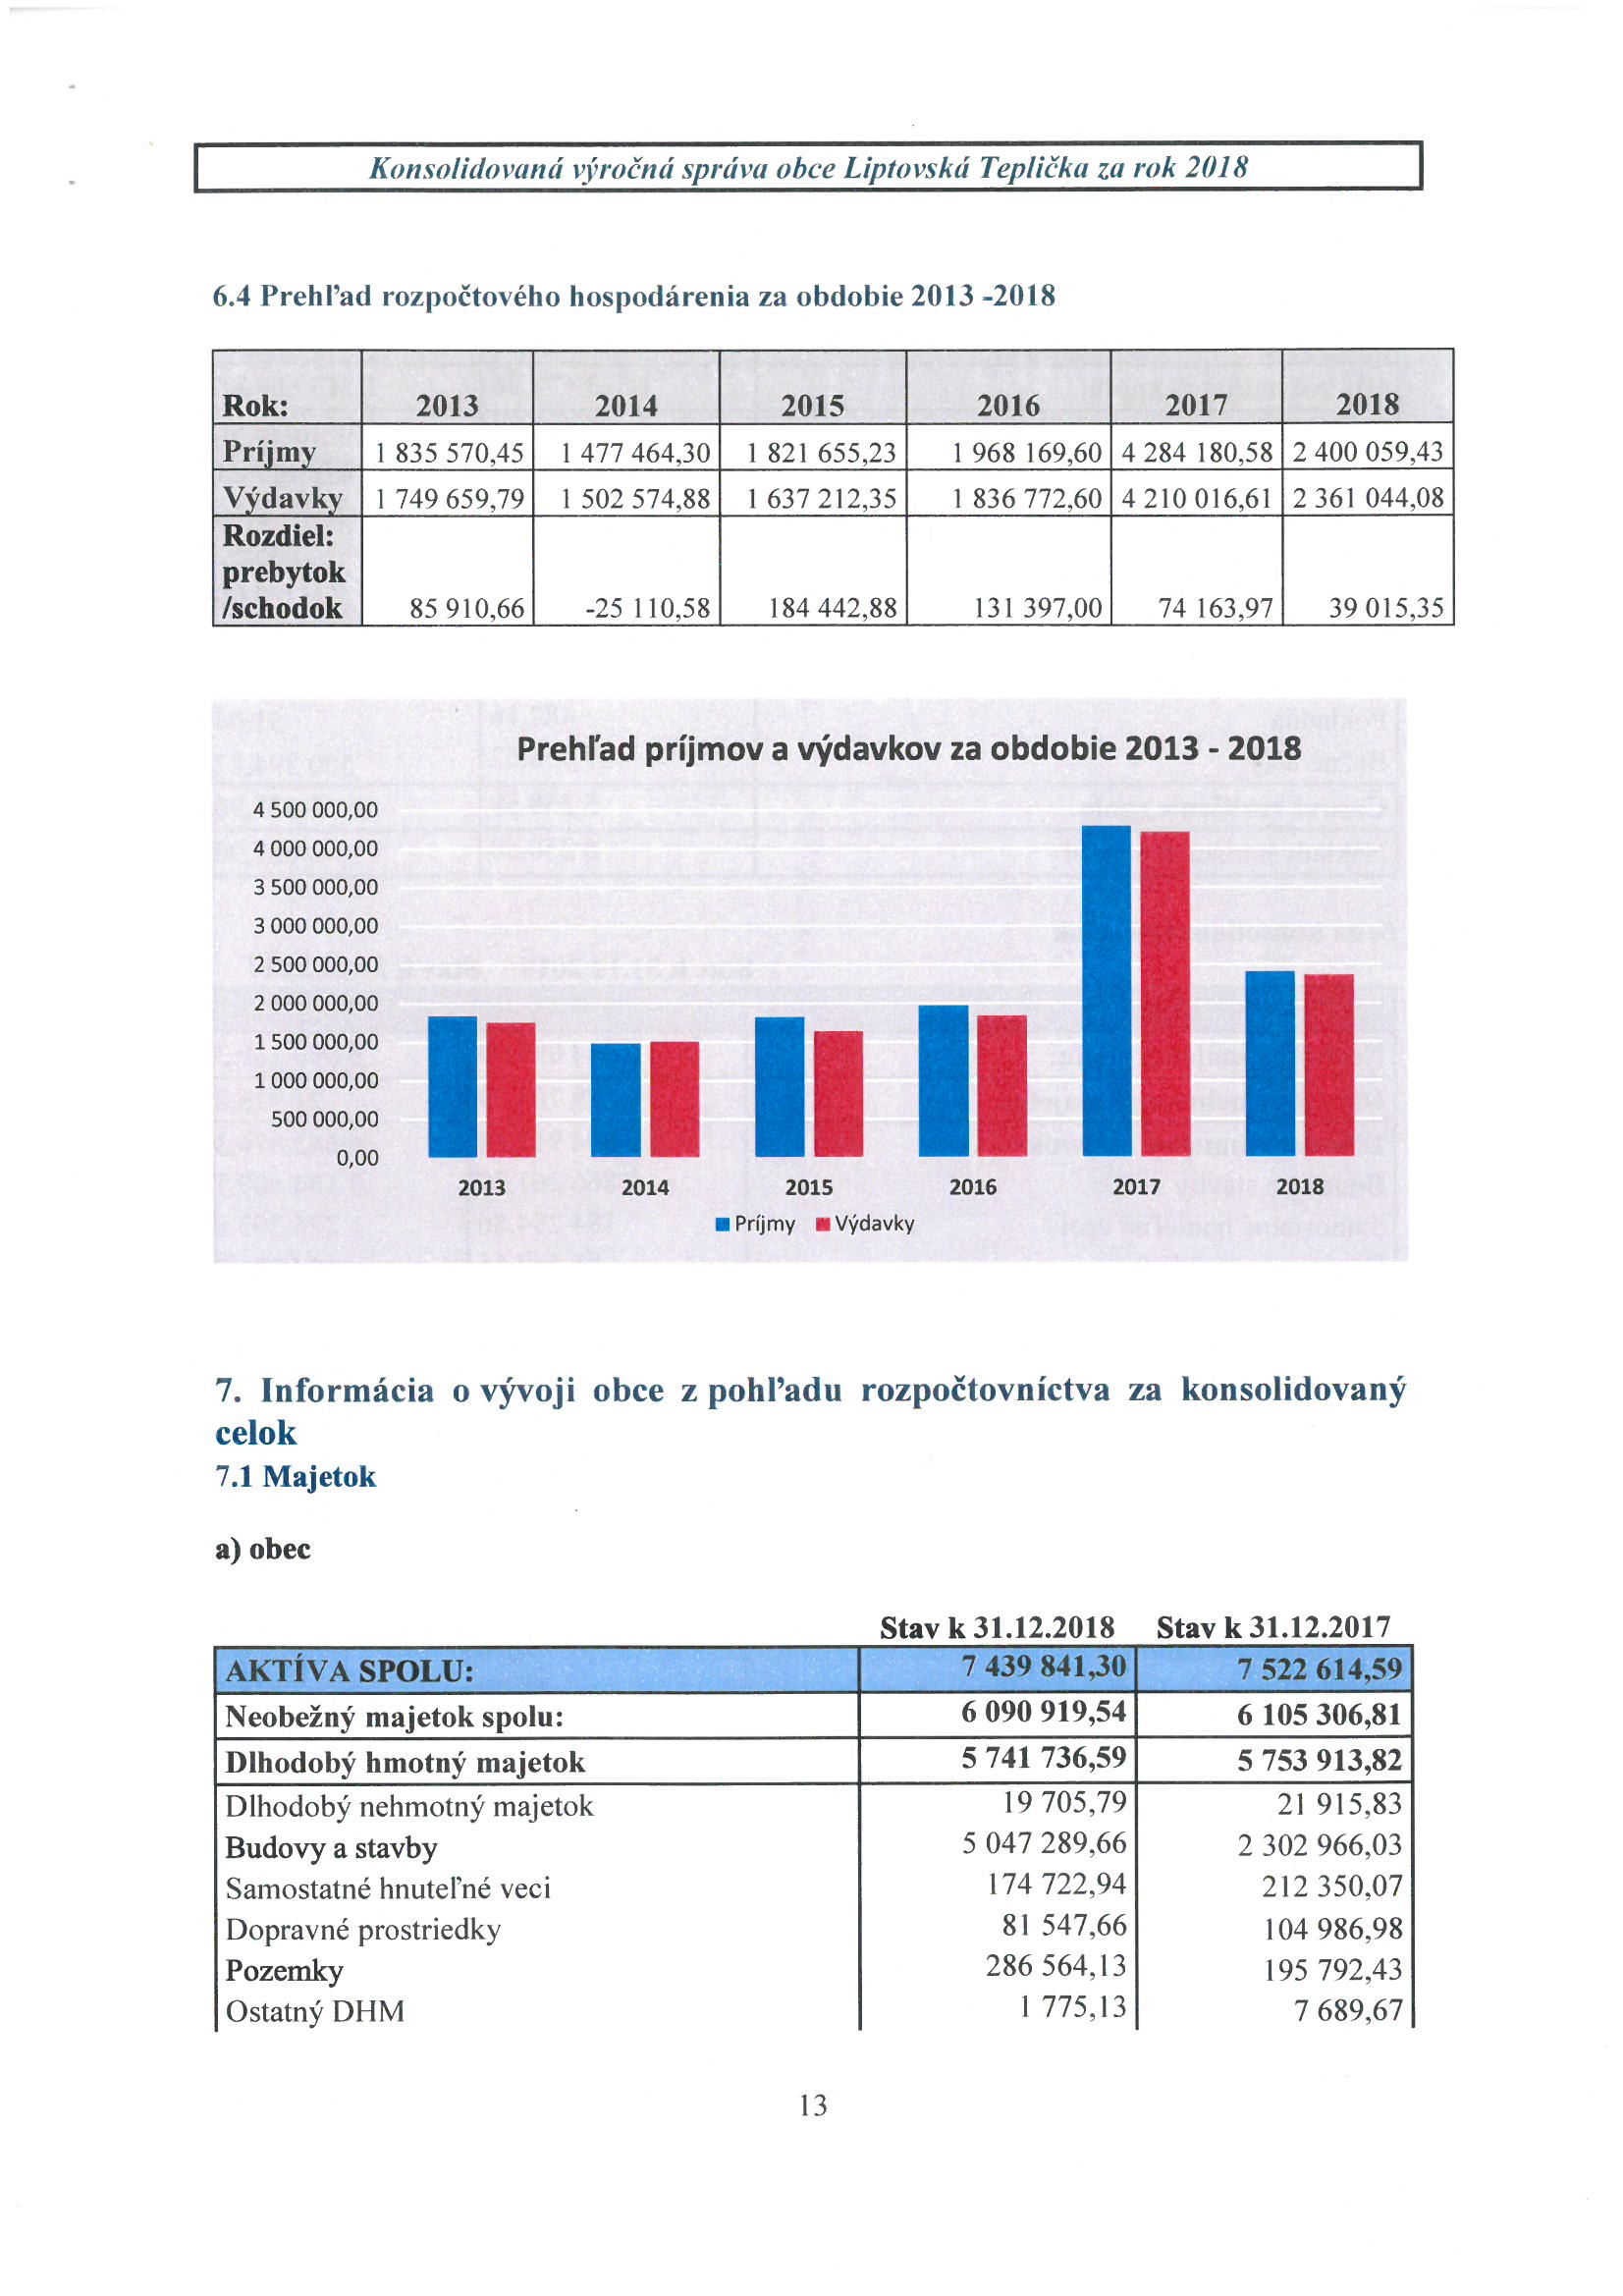 Konsolidovaná výročná správa obce Liptovská Teplička za rok 2018
6.4 Prehľad rozpočtového hospodárenia za obdobie 2013 -2018
Rok: 2013 2014 2015 2016 2017 2018
Príjmy 1 835 570,45 1 477 464,30 1 821 655,23 1 968 169,60 4 284 180,58 2 400 059,43
Výdavky 1 749 659,79 1 502 574,88 1 637 212,35 1 836 772,60 4 210 016,61 2 361 044,08
Rozdiel:
prebytok
/schodok 85 910,66 -25 110,58 184 442,88 131 397,00 74 163,97 39 015,35
Prehľad príjmov a výdavkov za obdobie 2013 - 2018
4 500 000,00
4 000 000,00
3 500 000,00
3 000 000,00
2 500 000,00
2 000 000,00
1 500 000,00
1 000 000,00
500 000,00
0,00
2013 2014 2015 2016 2017 2018
Príjmy Výdavky
7. Informácia o vývoji obce z pohľadu rozpočtovníctva za konsolidovaný
celok
7.1 Majetok
a) obec
Stav k 31.12.2018 Stav k 31.12.2017
AKTÍVA SPOLU: 7 439 841,30 7 522 614,59
Neobežný majetok spolu: 6 090 919,54 6 105 306,81
Dlhodobý hmotný majetok 5 741 736,59 5 753 913,82
Dlhodobý nehmotný majetok 19 705,79 21 915,83
Budovy a stavby 5 047 289,66 2 302 966,03
Samostatné hnuteľné veci 174 722,94 212 350,07
Dopravné prostriedky 81 547,66 104 986,98
Pozemky 286 564,13 195 792,43
Ostatný DHM 1 775,13 7 689,67
13